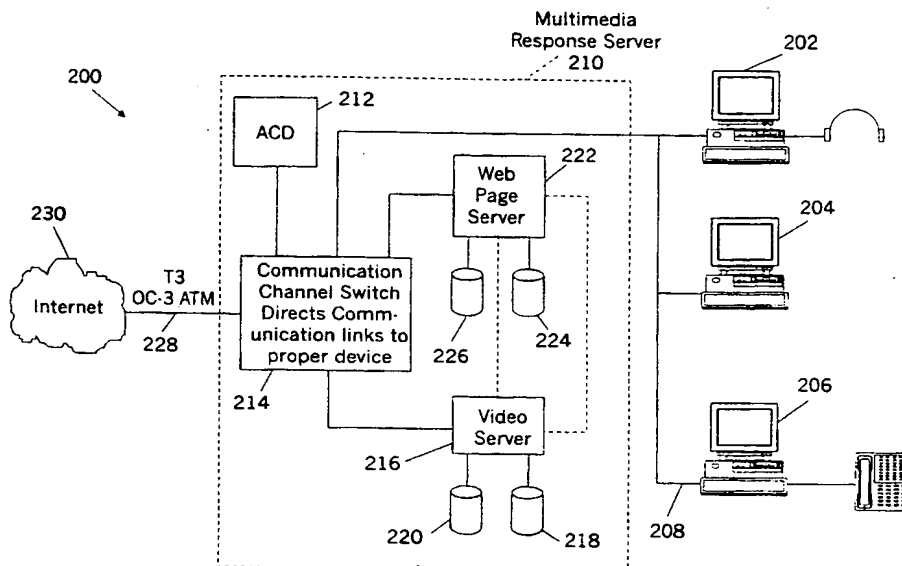 Multimedia
Response Server
210
200
212
ACD
202
222
Web
Page
Server
204
230
Internet
T3
OC-3 ATM
228
Communication
Channel Switch
Directs Comm-
unication links to
proper device
214
226
224
206
Video
Server
216
220
218
208